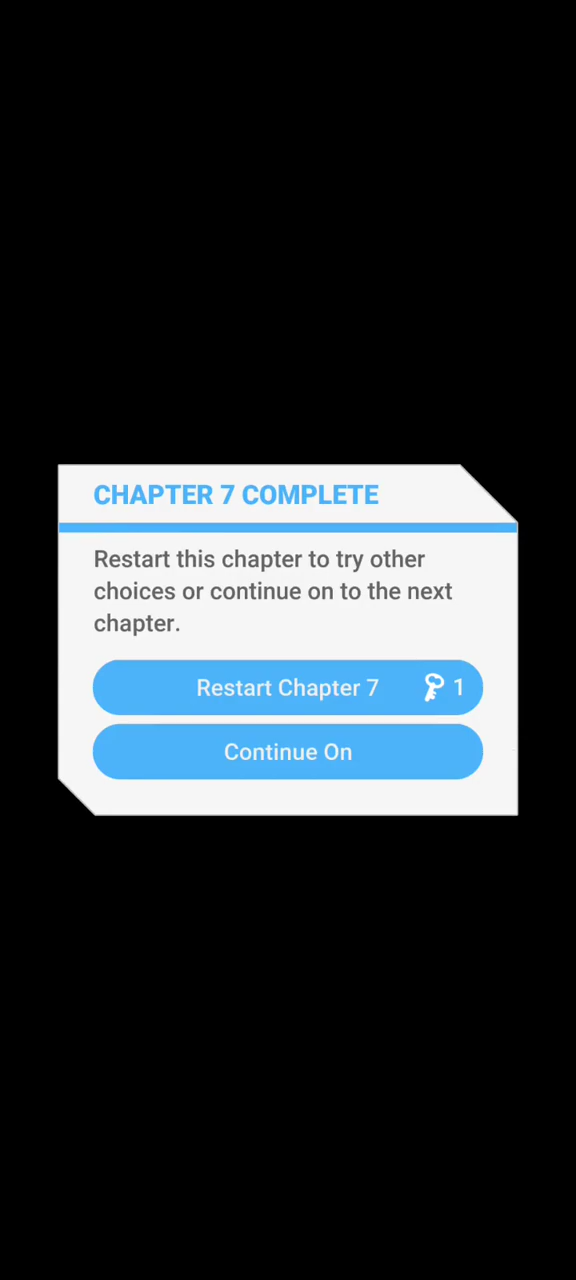 CHAPTER 7 COMPLETE
Restart this chapter to try other
choices or continue on to the next
chapter.
Restart Chapter 7 1
Continue On